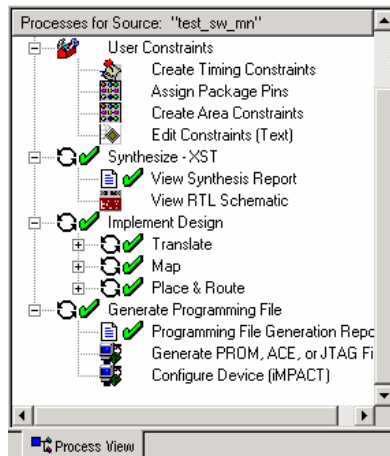 Processes for Source: "test_sw_mn"
User Constraints
Create Timing Constraints
Assign Package Pins
Create Area Constraints
Edit Constraints (Text)
Synthesize - XST
View Synthesis Report
View RTL Schematic
Implement Design
Translate
Map
Place & Route
Generate Programming File
Programming File Generation Repo
Generate PROM, ACE, or JTAG Fi
Configure Device (iMPACT)
Process View